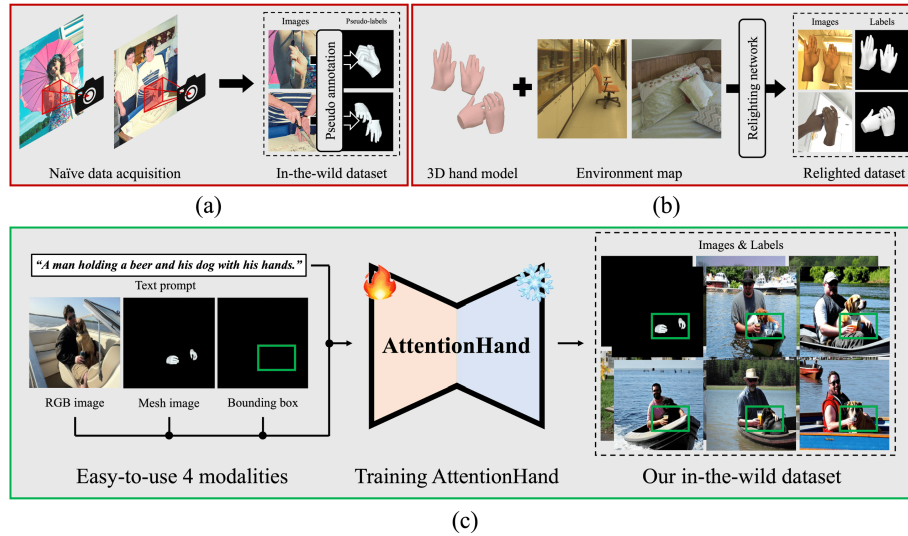 Images
Pseudo-labels
Pseudo annotation
Naïve data acquisition
In-the-wild dataset
(a)
Images
Labels
Relighting network
3D hand model
Environment map
Relighted dataset
(b)
“A man holding a beer and his dog with his hands.”
Text prompt
RGB image
Mesh image
Bounding box
AttentionHand
Images & Labels
Easy-to-use 4 modalities
Training AttentionHand
Our in-the-wild dataset
(c)